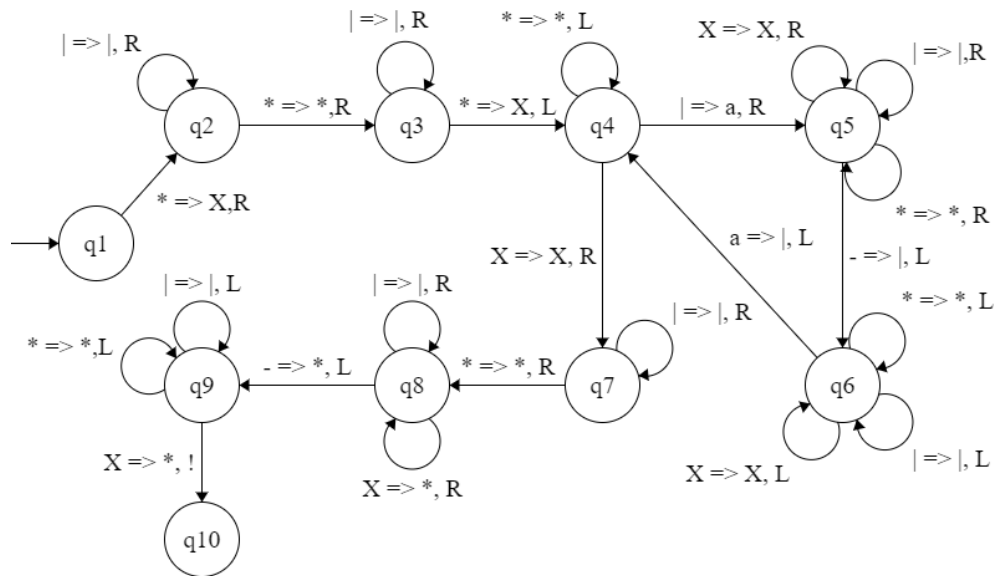 | => |, R
| => |, R
* => *, L
X => X, R
| => |,R
q2
* => *,R
q3
* => X, L
q4
| => a, R
q5
* => X,R
* => *, R
q1
X => X, R
a => |, L
- => |, L
| => |, L
| => |, R
| => |, R
* => *, L
* => *,L
q9
- => *, L
q8
* => *, R
q7
q6
X => *, !
X => *, R
X => X, L
| => |, L
q10